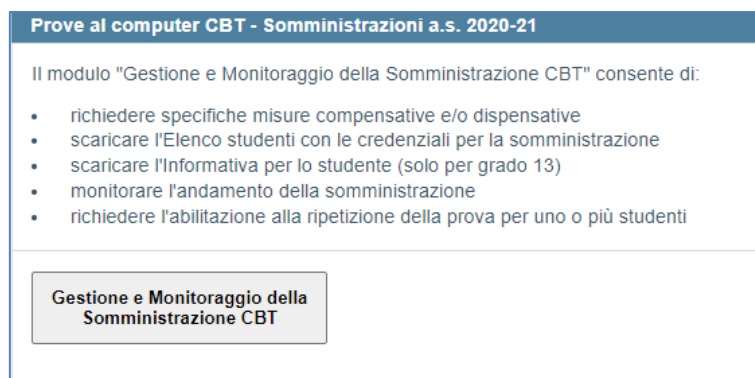 Prove al computer CBT - Somministrazioni a.s. 2020-21
Il modulo "Gestione e Monitoraggio della Somministrazione CBT" consente di:
• richiedere specifiche misure compensative e/o dispensative
• scaricare l'Elenco studenti con le credenziali per la somministrazione
• scaricare l'Informativa per lo studente (solo per grado 13)
• monitorare l'andamento della somministrazione
• richiedere l'abilitazione alla ripetizione della prova per uno o più studenti
Gestione e Monitoraggio della
Somministrazione CBT